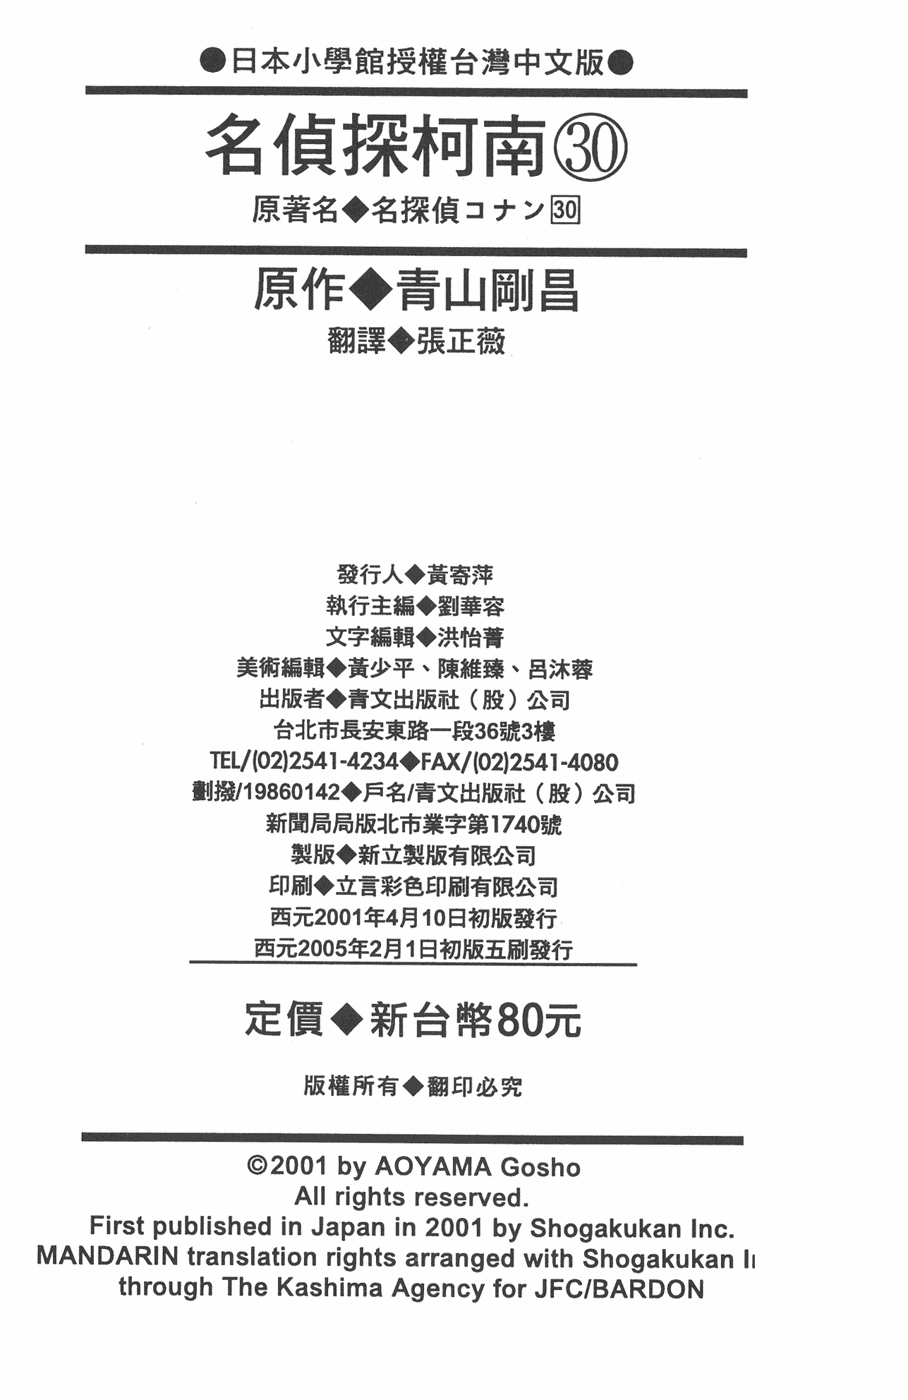 ●日本小學館授權台灣中文版●
名偵探柯南㉚
原著名◆名探偵コナン30
原作◆青山剛昌
翻譯◆張正薇
發行人◆黃寄萍
執行主編◆劉華容
文字編輯◆洪怡菁
美術編輯◆黃少平、陳維臻、呂沐蓉
出版者◆青文出版社（股）公司
台北市長安東路一段36號3樓
TEL/(02)2541-4234◆FAX/(02)2541-4080
劃撥/19860142◆戶名/青文出版社（股）公司
新聞局局版北市業字第1740號
製版◆新立製版有限公司
印刷◆立言彩色印刷有限公司
西元2001年4月10日初版發行
西元2005年2月1日初版五刷發行
定價◆新台幣80元
版權所有◆翻印必究
©2001 by AOYAMA Gosho
All rights reserved.
First published in Japan in 2001 by Shogakukan Inc.
MANDARIN translation rights arranged with Shogakukan
through The Kashima Agency for JFC/BARDON